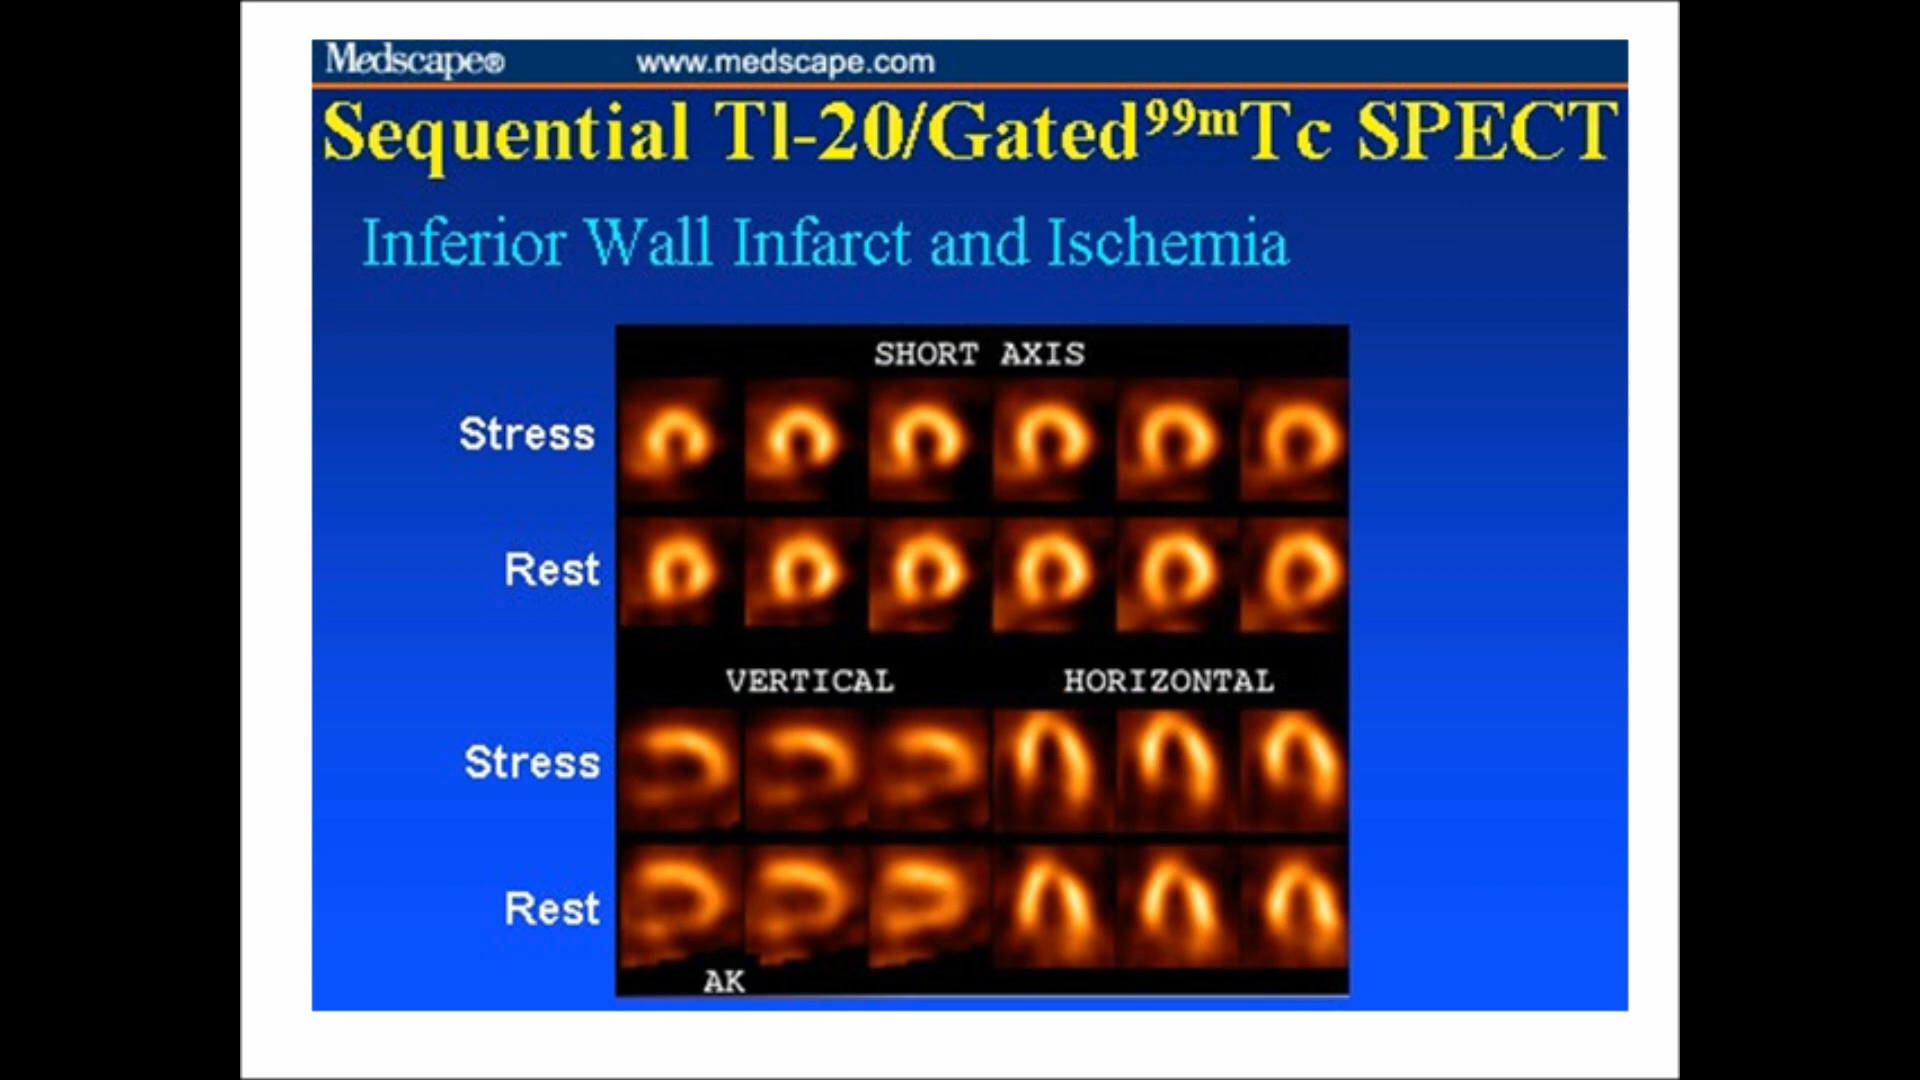 Medscape® www.medscape.com
Sequential Tl-20/Gated99mTc SPECT
Inferior Wall Infarct and Ischemia
SHORT AXIS
Stress
Rest
VERTICAL HORIZONTAL
Stress
Rest
AK